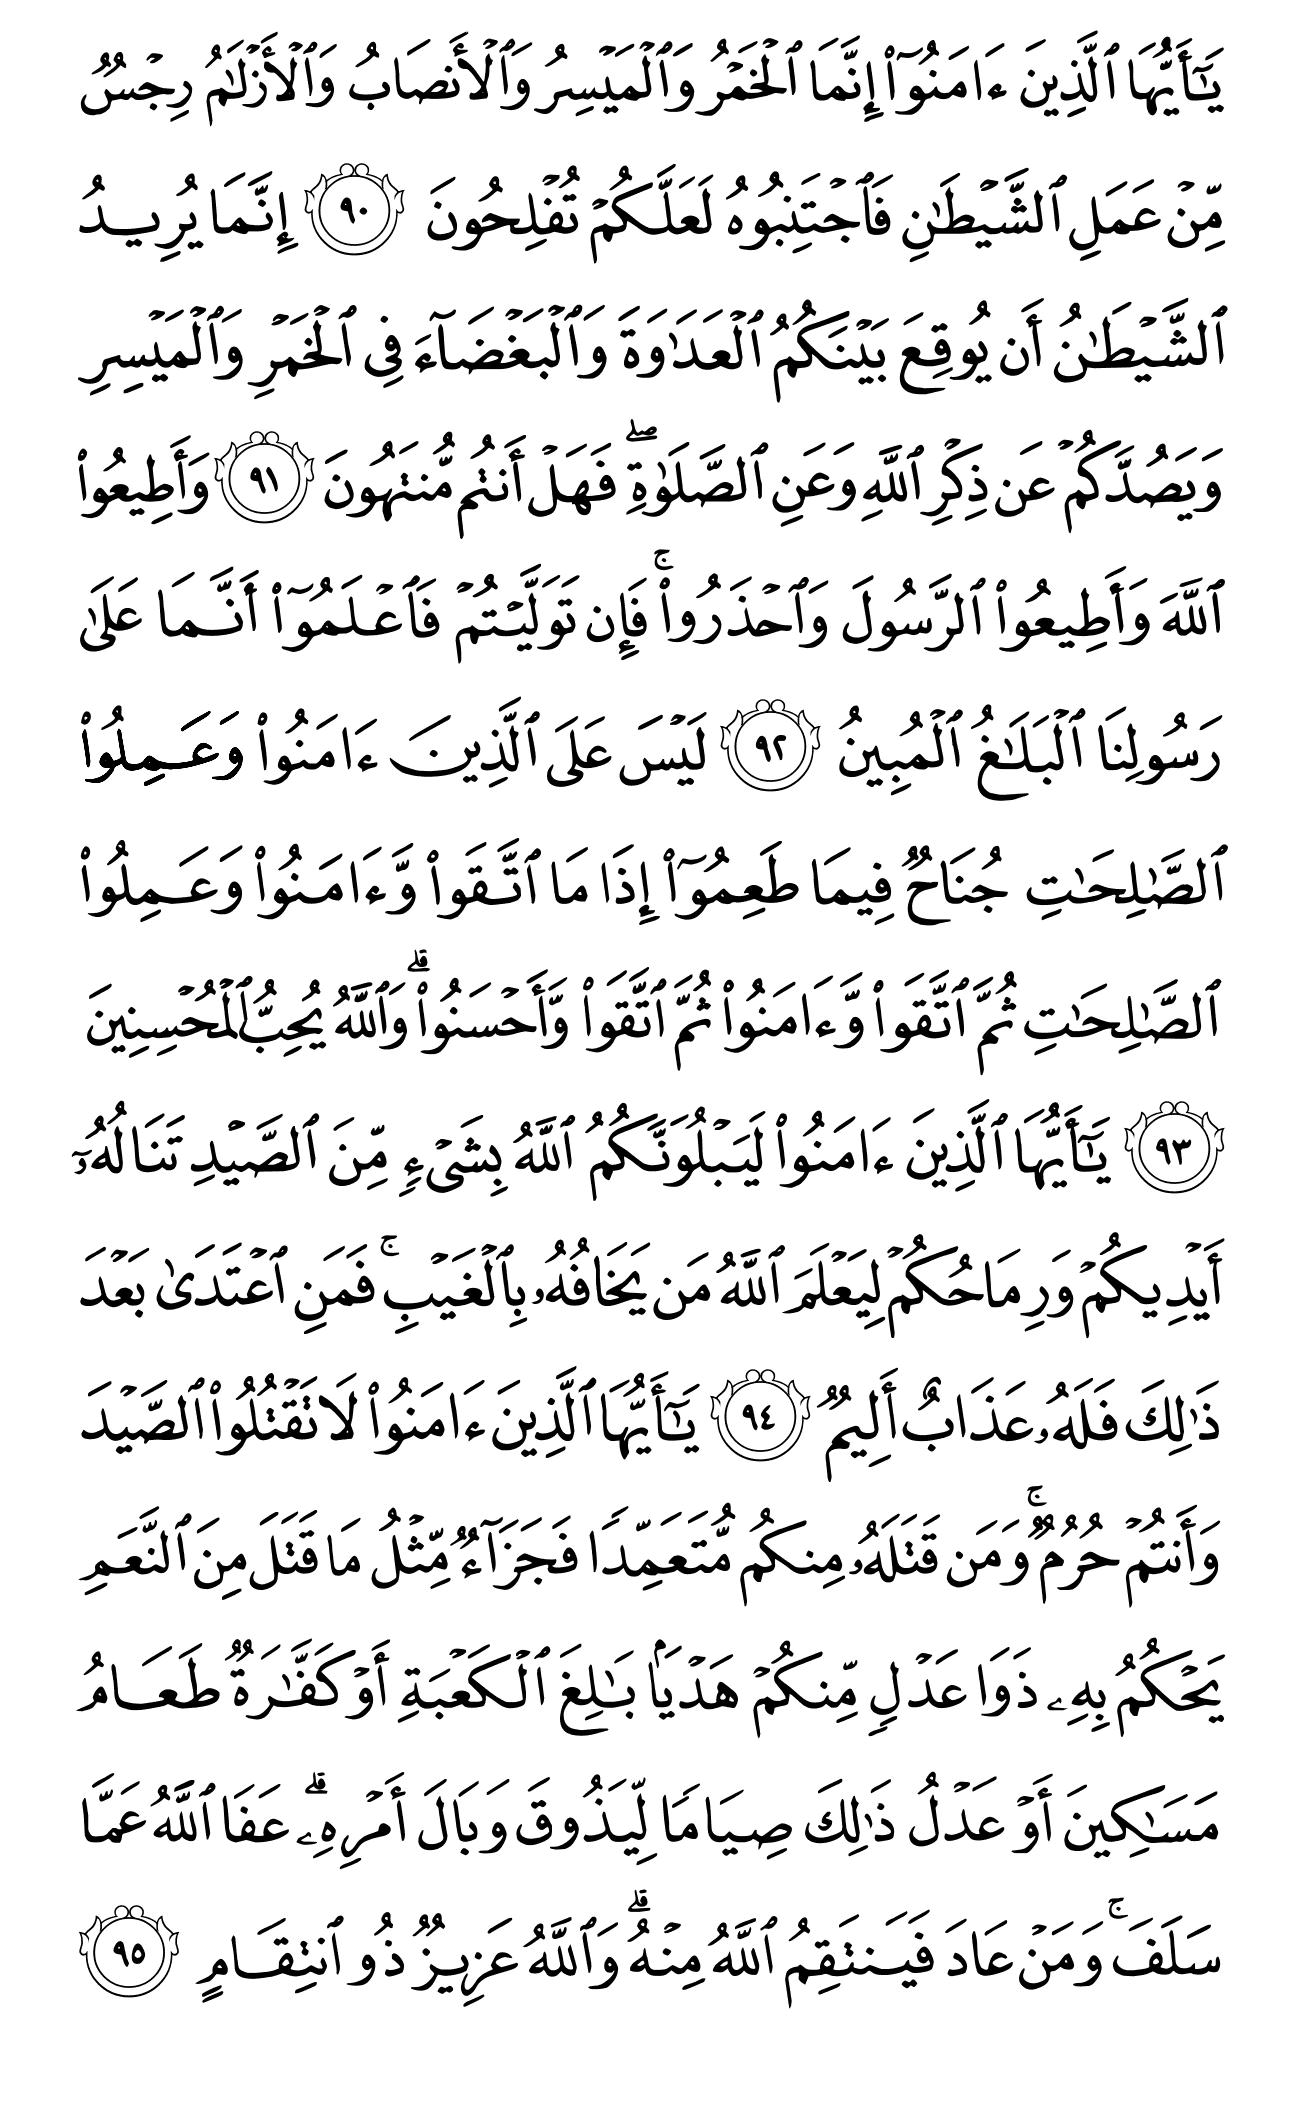 يَٰٓأَيُّهَا ٱلَّذِينَ ءَامَنُوٓا۟ إِنَّمَا ٱلْخَمْرُ وَٱلْمَيْسِرُ وَٱلْأَنصَابُ وَٱلْأَزْلَٰمُ رِجْسٌ
مِّنْ عَمَلِ ٱلشَّيْطَٰنِ فَٱجْتَنِبُوهُ لَعَلَّكُمْ تُفْلِحُونَ ٩٠ إِنَّمَا يُرِيدُ
ٱلشَّيْطَٰنُ أَن يُوقِعَ بَيْنَكُمُ ٱلْعَدَٰوَةَ وَٱلْبَغْضَآءَ فِى ٱلْخَمْرِ وَٱلْمَيْسِرِ
وَيَصُدَّكُمْ عَن ذِكْرِ ٱللَّهِ وَعَنِ ٱلصَّلَوٰةِ ۖ فَهَلْ أَنتُم مُّنتَهُونَ ٩١ وَأَطِيعُوا۟
ٱللَّهَ وَأَطِيعُوا۟ ٱلرَّسُولَ وَٱحْذَرُوا۟ ۚ فَإِن تَوَلَّيْتُمْ فَٱعْلَمُوٓا۟ أَنَّمَا عَلَىٰ
رَسُولِنَا ٱلْبَلَٰغُ ٱلْمُبِينُ ٩٢ لَيْسَ عَلَى ٱلَّذِينَ ءَامَنُوا۟ وَعَمِلُوا۟
ٱلصَّٰلِحَٰتِ جُنَاحٌ فِيمَا طَعِمُوٓا۟ إِذَا مَا ٱتَّقَوا۟ وَّءَامَنُوا۟ وَعَمِلُوا۟
ٱلصَّٰلِحَٰتِ ثُمَّ ٱتَّقَوا۟ وَّءَامَنُوا۟ ثُمَّ ٱتَّقَوا۟ وَّأَحْسَنُوا۟ ۗ وَٱللَّهُ يُحِبُّ ٱلْمُحْسِنِينَ
٩٣ يَٰٓأَيُّهَا ٱلَّذِينَ ءَامَنُوا۟ لَيَبْلُوَنَّكُمُ ٱللَّهُ بِشَىْءٍ مِّنَ ٱلصَّيْدِ تَنَالُهُۥٓ
أَيْدِيكُمْ وَرِمَاحُكُمْ لِيَعْلَمَ ٱللَّهُ مَن يَخَافُهُۥ بِٱلْغَيْبِ ۚ فَمَنِ ٱعْتَدَىٰ بَعْدَ
ذَٰلِكَ فَلَهُۥ عَذَابٌ أَلِيمٌ ٩٤ يَٰٓأَيُّهَا ٱلَّذِينَ ءَامَنُوا۟ لَا تَقْتُلُوا۟ ٱلصَّيْدَ
وَأَنتُمْ حُرُمٌ ۚ وَمَن قَتَلَهُۥ مِنكُم مُّتَعَمِّدًا فَجَزَآءٌ مِّثْلُ مَا قَتَلَ مِنَ ٱلنَّعَمِ
يَحْكُمُ بِهِۦ ذَوَا عَدْلٍ مِّنكُمْ هَدْيًۢا بَٰلِغَ ٱلْكَعْبَةِ أَوْ كَفَّٰرَةٌ طَعَامُ
مَسَٰكِينَ أَوْ عَدْلُ ذَٰلِكَ صِيَامًا لِّيَذُوقَ وَبَالَ أَمْرِهِۦ ۗ عَفَا ٱللَّهُ عَمَّا
سَلَفَ ۚ وَمَنْ عَادَ فَيَنتَقِمُ ٱللَّهُ مِنْهُ ۗ وَٱللَّهُ عَزِيزٌ ذُو ٱنتِقَامٍ ٩٥